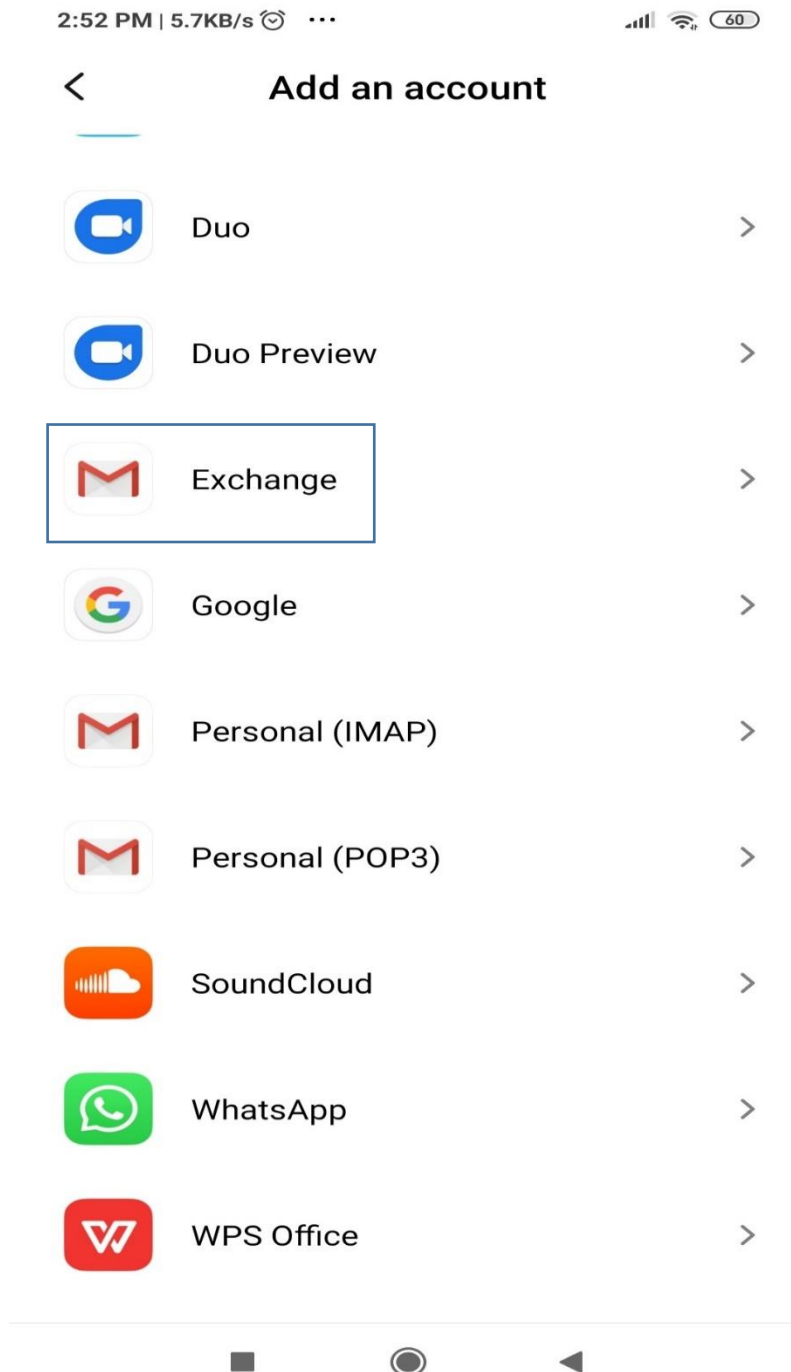 2:52 PM | 5.7KB/s ... 60
Add an account
Duo
Duo Preview
Exchange
Google
Personal (IMAP)
Personal (POP3)
SoundCloud
WhatsApp
WPS Office